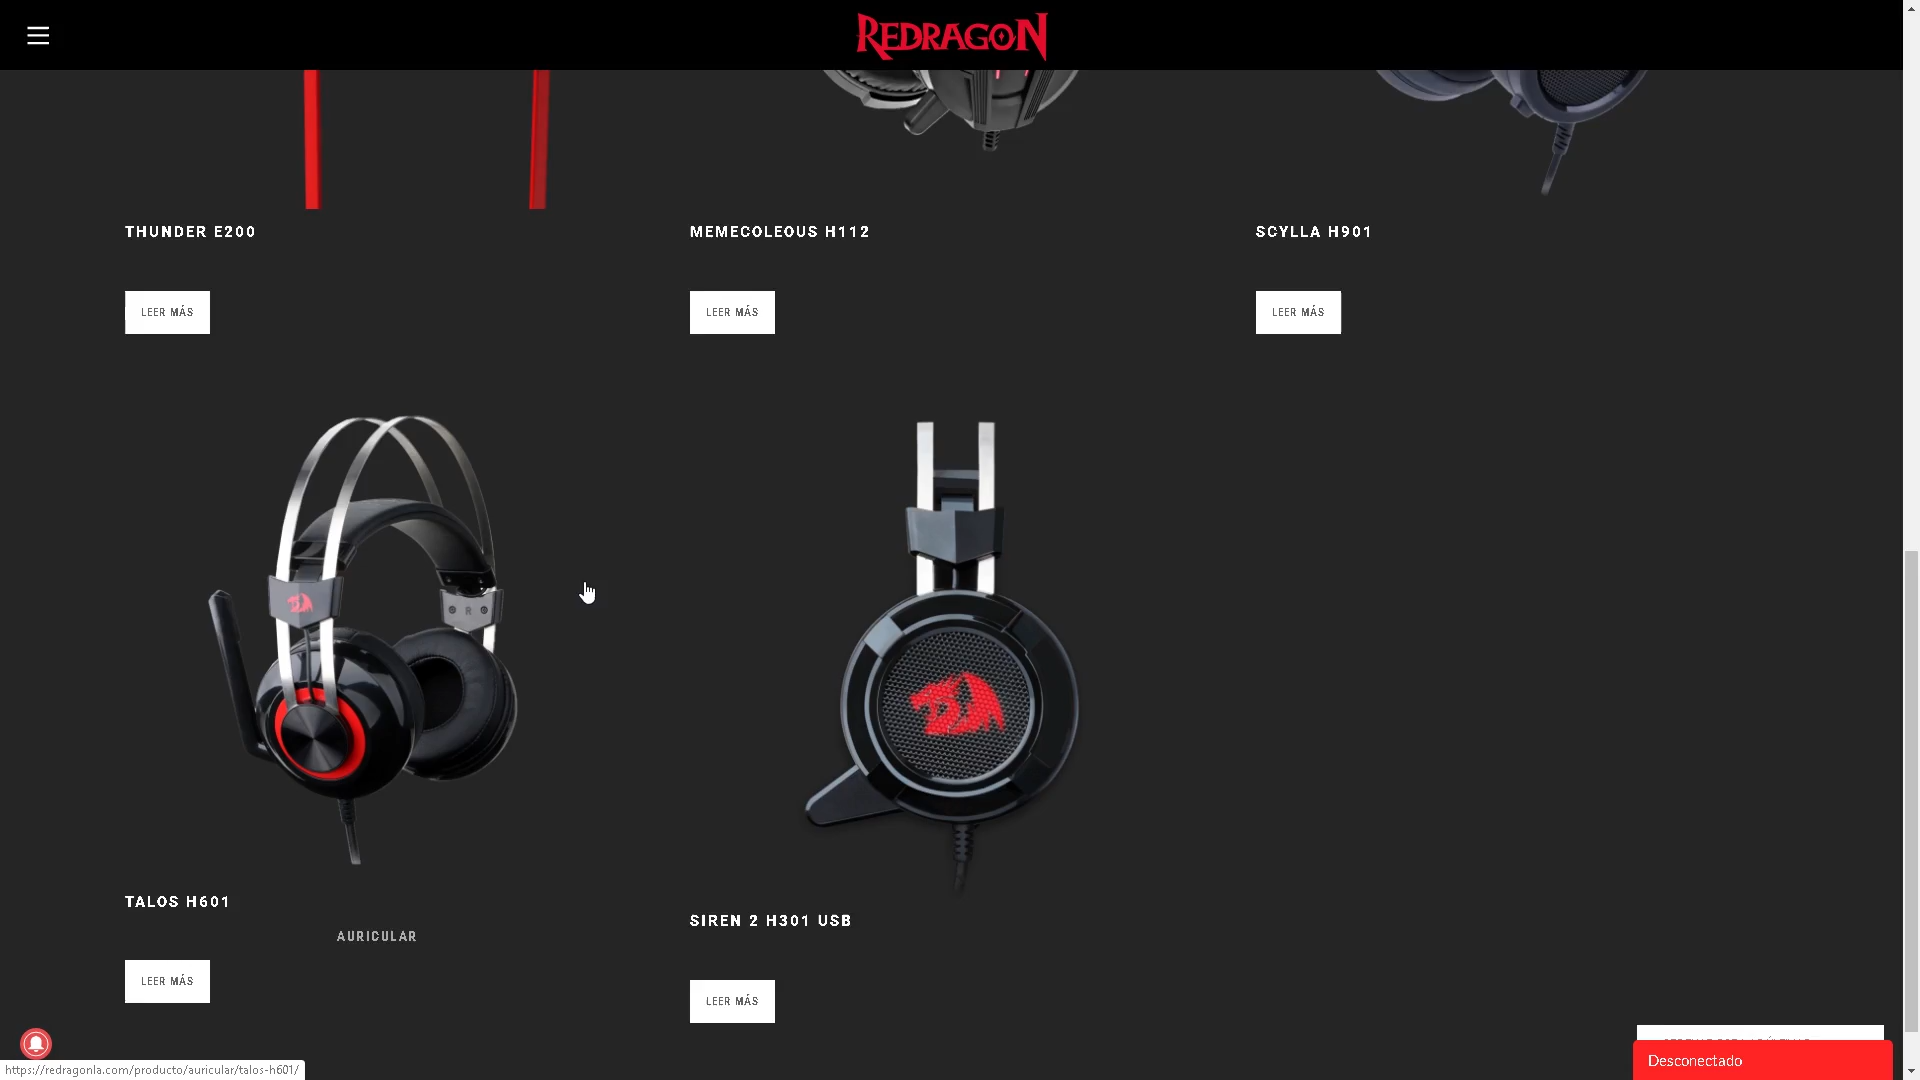 REDRAGON
THUNDER E200
MEMECOLEOUS H112
SCYLLA H901
LEER MÁS
LEER MÁS
LEER MÁS
TALOS H601
SIREN 2 H301 USB
AURICULAR
LEER MÁS
LEER MÁS
Desconectado
https://redragonla.com/producto/auricular/talos-h601/